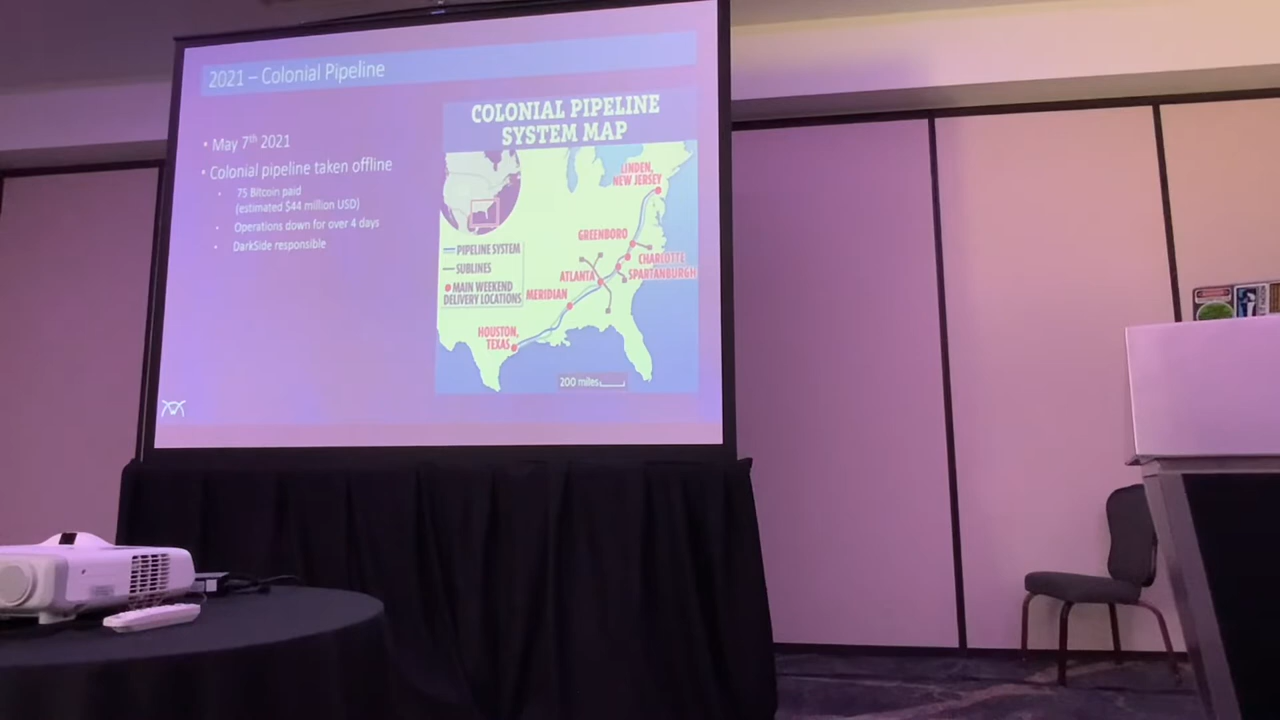 2021 – Colonial Pipeline
• May 7th 2021
• Colonial pipeline taken offline
• 75 Bitcoin paid
(estimated $44 million USD)
• Operations down for over 4 days
• DarkSide responsible
COLONIAL PIPELINE
SYSTEM MAP
LINDEN,
NEW JERSEY
GREENBORO
CHARLOTTE
SPARTANBURGH
ATLANTA
MERIDIAN
HOUSTON,
TEXAS
PIPELINE SYSTEM
SUBLINES
MAIN WEEKEND
DELIVERY LOCATIONS
200 miles